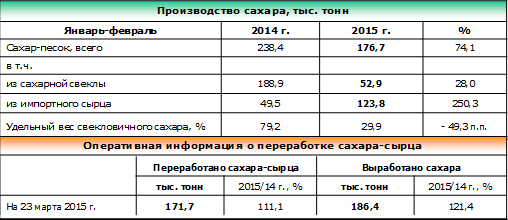 Производство сахара, тыс. тонн
Январь-февраль 2014 г. 2015 г. %
Сахар-песок, всего 238,4 176,7 74,1
в т.ч.
из сахарной свеклы 188,9 52,9 28,0
из импортного сырца 49,5 123,8 250,3
Удельный вес свекловичного сахара, % 79,2 29,9 - 49,3 п.п.
Оперативная информация о переработке сахара-сырца
Переработано сахара-сырца Выработано сахара
тыс. тонн 2015/14 г., % тыс. тонн 2015/14 г., %
На 23 марта 2015 г. 171,7 111,1 186,4 121,4